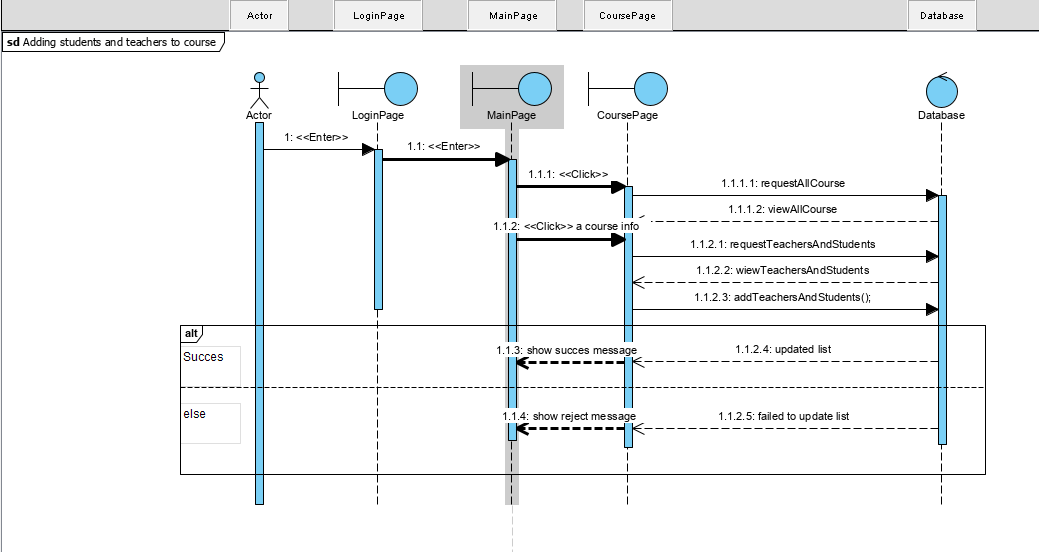 Actor LoginPage MainPage CoursePage Database
sd Adding students and teachers to course
Actor LoginPage MainPage CoursePage Database
1: <<Enter>>
1.1: <<Enter>>
1.1.1: <<Click>>
1.1.1.1: requestAllCourse
1.1.1.2: viewAllCourse
1.1.2: <<Click>> a course info
1.1.2.1: requestTeachersAndStudents
1.1.2.2: wiewTeachersAndStudents
1.1.2.3: addTeachersAndStudents();
alt
Succes
1.1.3: show succes message
1.1.2.4: updated list
else
1.1.4: show reject message
1.1.2.5: failed to update list